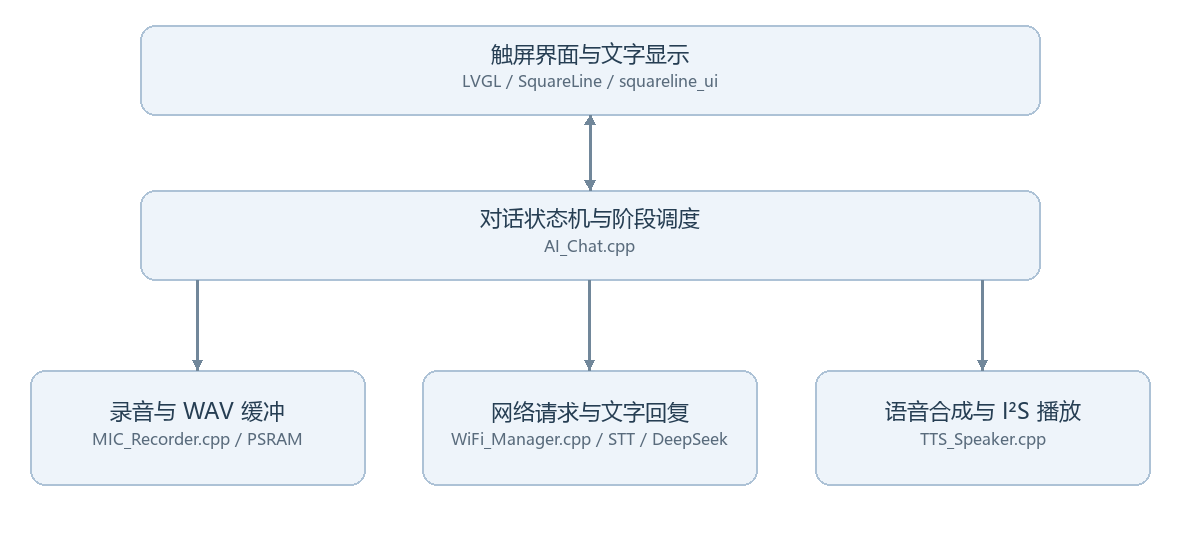 触屏界面与文字显示
LVGL / SquareLine / squareline_ui
对话状态机与阶段调度
AI_Chat.cpp
录音与 WAV 缓冲
MIC_Recorder.cpp / PSRAM
网络请求与文字回复
WiFi_Manager.cpp / STT / DeepSeek
语音合成与 I²S 播放
TTS_Speaker.cpp